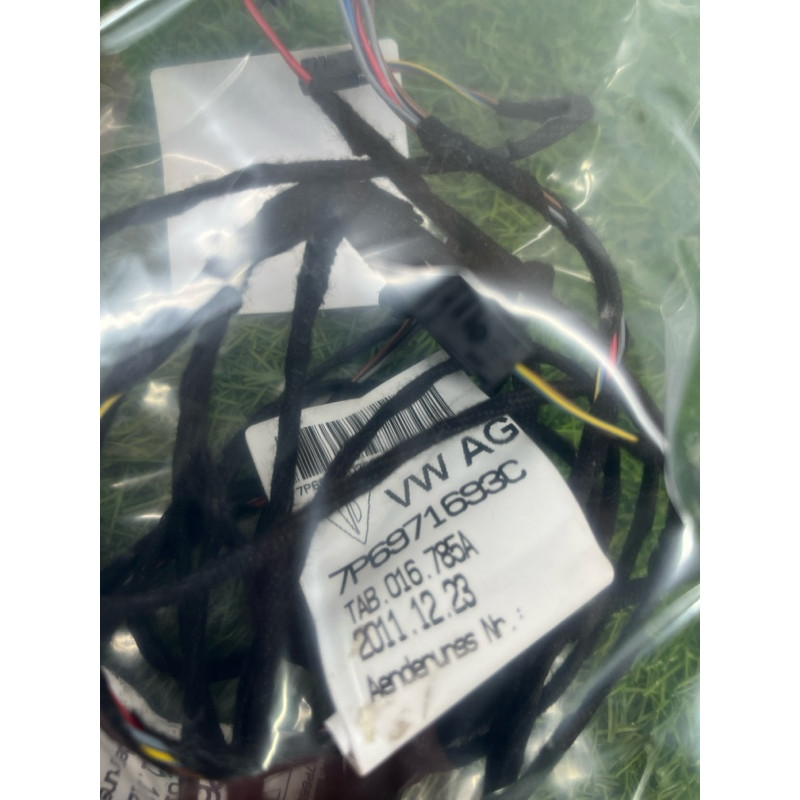 VW AG
7P6971693C
TAB.016.785A
2011.12.23
Aenderungs Nr.: